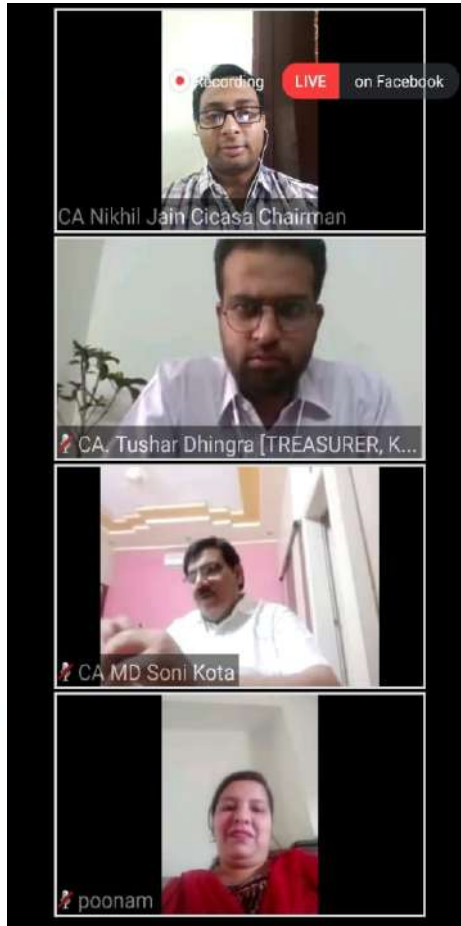 Recording LIVE on Facebook
CA Nikhil Jain Cicasa Chairman
CA. Tushar Dhingra [TREASURER, K...
CA MD Soni Kota
poonam